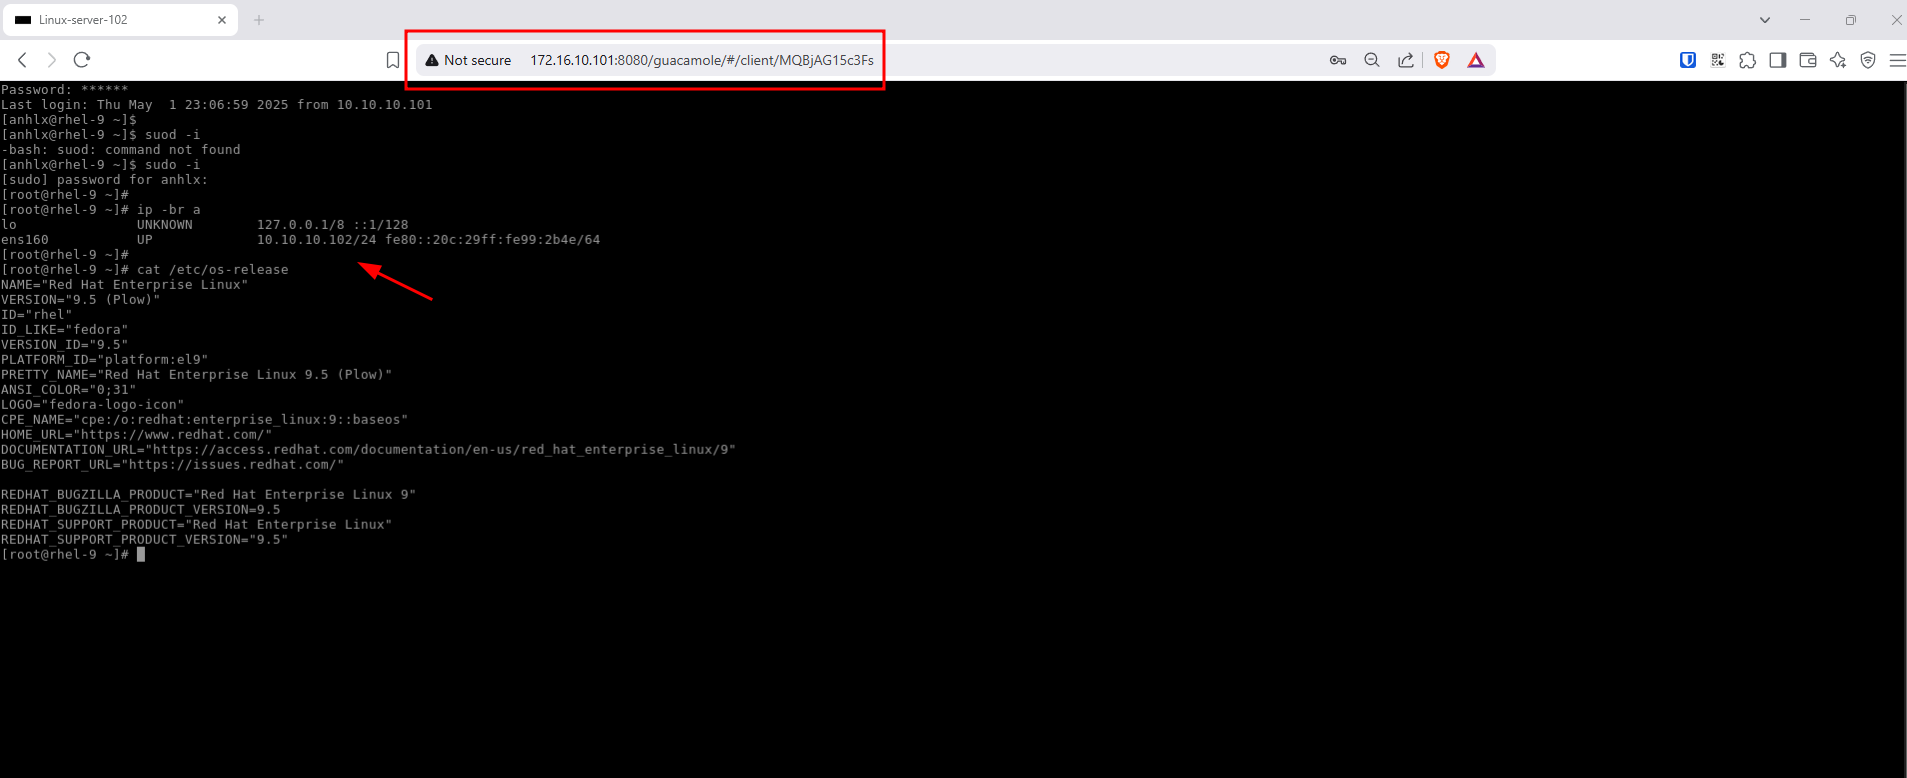 Linux-server-102
Not secure 172.16.10.101:8080/guacamole/#/client/MQBjAG15c3Fs
Password: ******
Last login: Thu May  1 23:06:59 2025 from 10.10.10.101
[anhlx@rhel-9 ~]$
[anhlx@rhel-9 ~]$ suod -i
-bash: suod: command not found
[anhlx@rhel-9 ~]$ sudo -i
[sudo] password for anhlx:
[root@rhel-9 ~]#
[root@rhel-9 ~]# ip -br a
lo               UNKNOWN        127.0.0.1/8 ::1/128
ens160           UP             10.10.10.102/24 fe80::20c:29ff:fe99:2b4e/64
[root@rhel-9 ~]#
[root@rhel-9 ~]# cat /etc/os-release
NAME="Red Hat Enterprise Linux"
VERSION="9.5 (Plow)"
ID="rhel"
ID_LIKE="fedora"
VERSION_ID="9.5"
PLATFORM_ID="platform:el9"
PRETTY_NAME="Red Hat Enterprise Linux 9.5 (Plow)"
ANSI_COLOR="0;31"
LOGO="fedora-logo-icon"
CPE_NAME="cpe:/o:redhat:enterprise_linux:9::baseos"
HOME_URL="https://www.redhat.com/"
DOCUMENTATION_URL="https://access.redhat.com/documentation/en-us/red_hat_enterprise_linux/9"
BUG_REPORT_URL="https://issues.redhat.com/"
REDHAT_BUGZILLA_PRODUCT="Red Hat Enterprise Linux 9"
REDHAT_BUGZILLA_PRODUCT_VERSION=9.5
REDHAT_SUPPORT_PRODUCT="Red Hat Enterprise Linux"
REDHAT_SUPPORT_PRODUCT_VERSION="9.5"
[root@rhel-9 ~]#